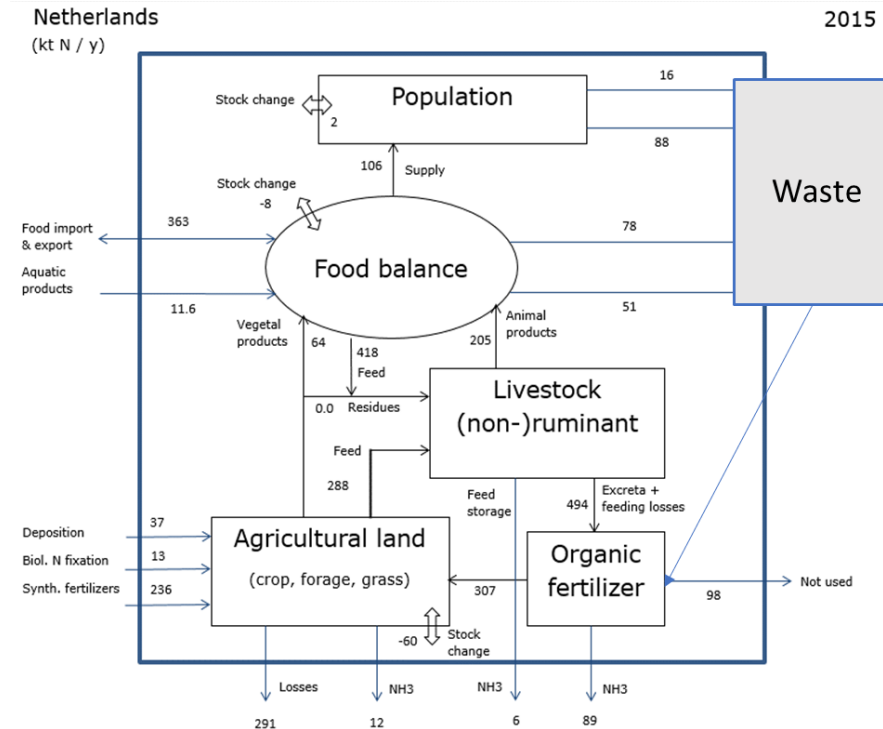 Netherlands
2015
(kt N / y)
Population
Stock change
2
16
88
106
Supply
Waste
Stock change
-8
Food import
& export
363
Food balance
78
Aquatic
products
11.6
51
Vegetal
products
64
418
Feed
205
Animal
products
0.0
Residues
Livestock
(non-)ruminant
Feed
288
Feed
storage
494
Excreta +
feeding losses
Deposition
37
Biol. N fixation
13
Synth. fertilizers
236
Agricultural land
(crop, forage, grass)
307
Organic
fertilizer
98
Not used
-60
Stock
change
Losses
291
NH3
12
NH3
6
NH3
89